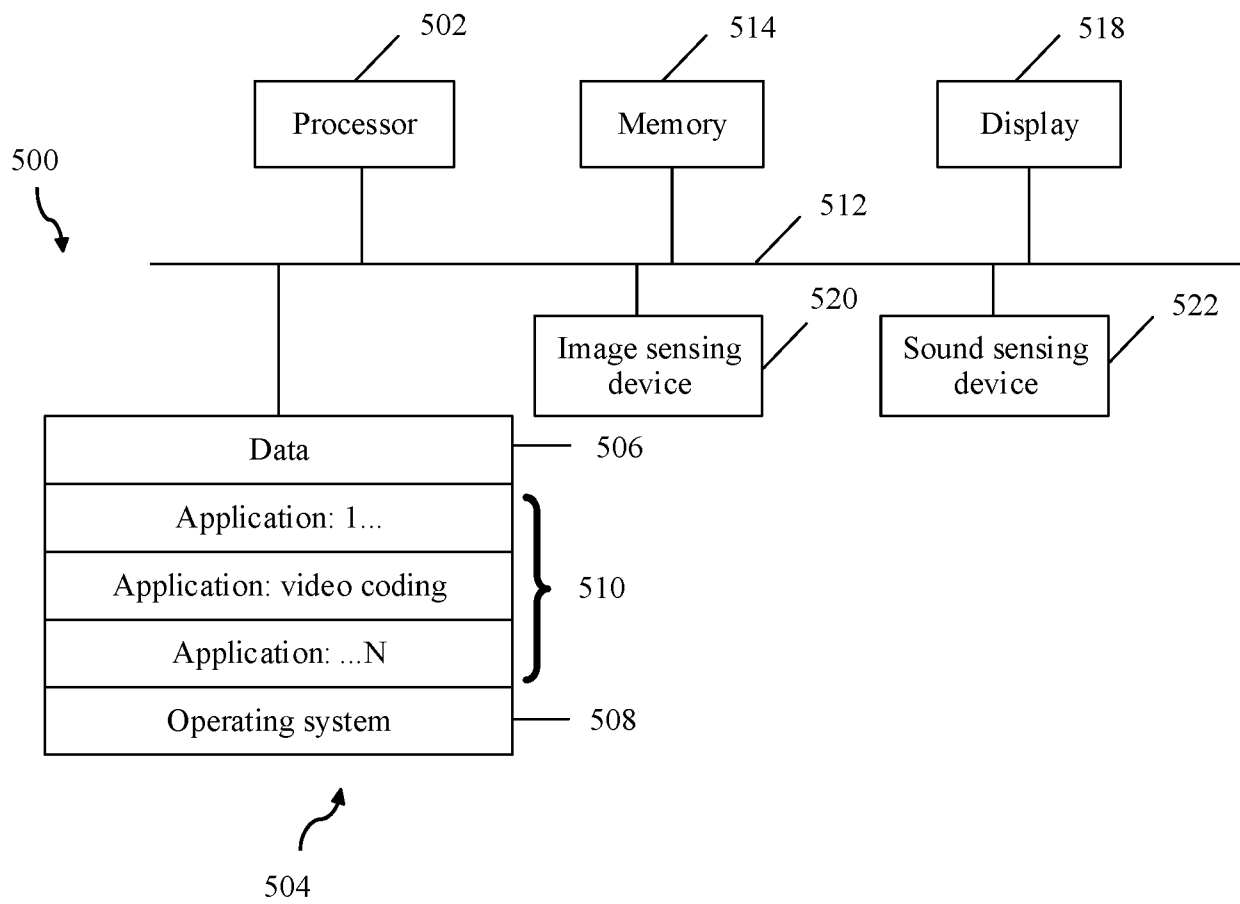 502
514
518
Processor
Memory
Display
500
512
520
522
Image sensing
device
Sound sensing
device
Data
506
Application: 1...
Application: video coding
510
Application: ...N
Operating system
508
504